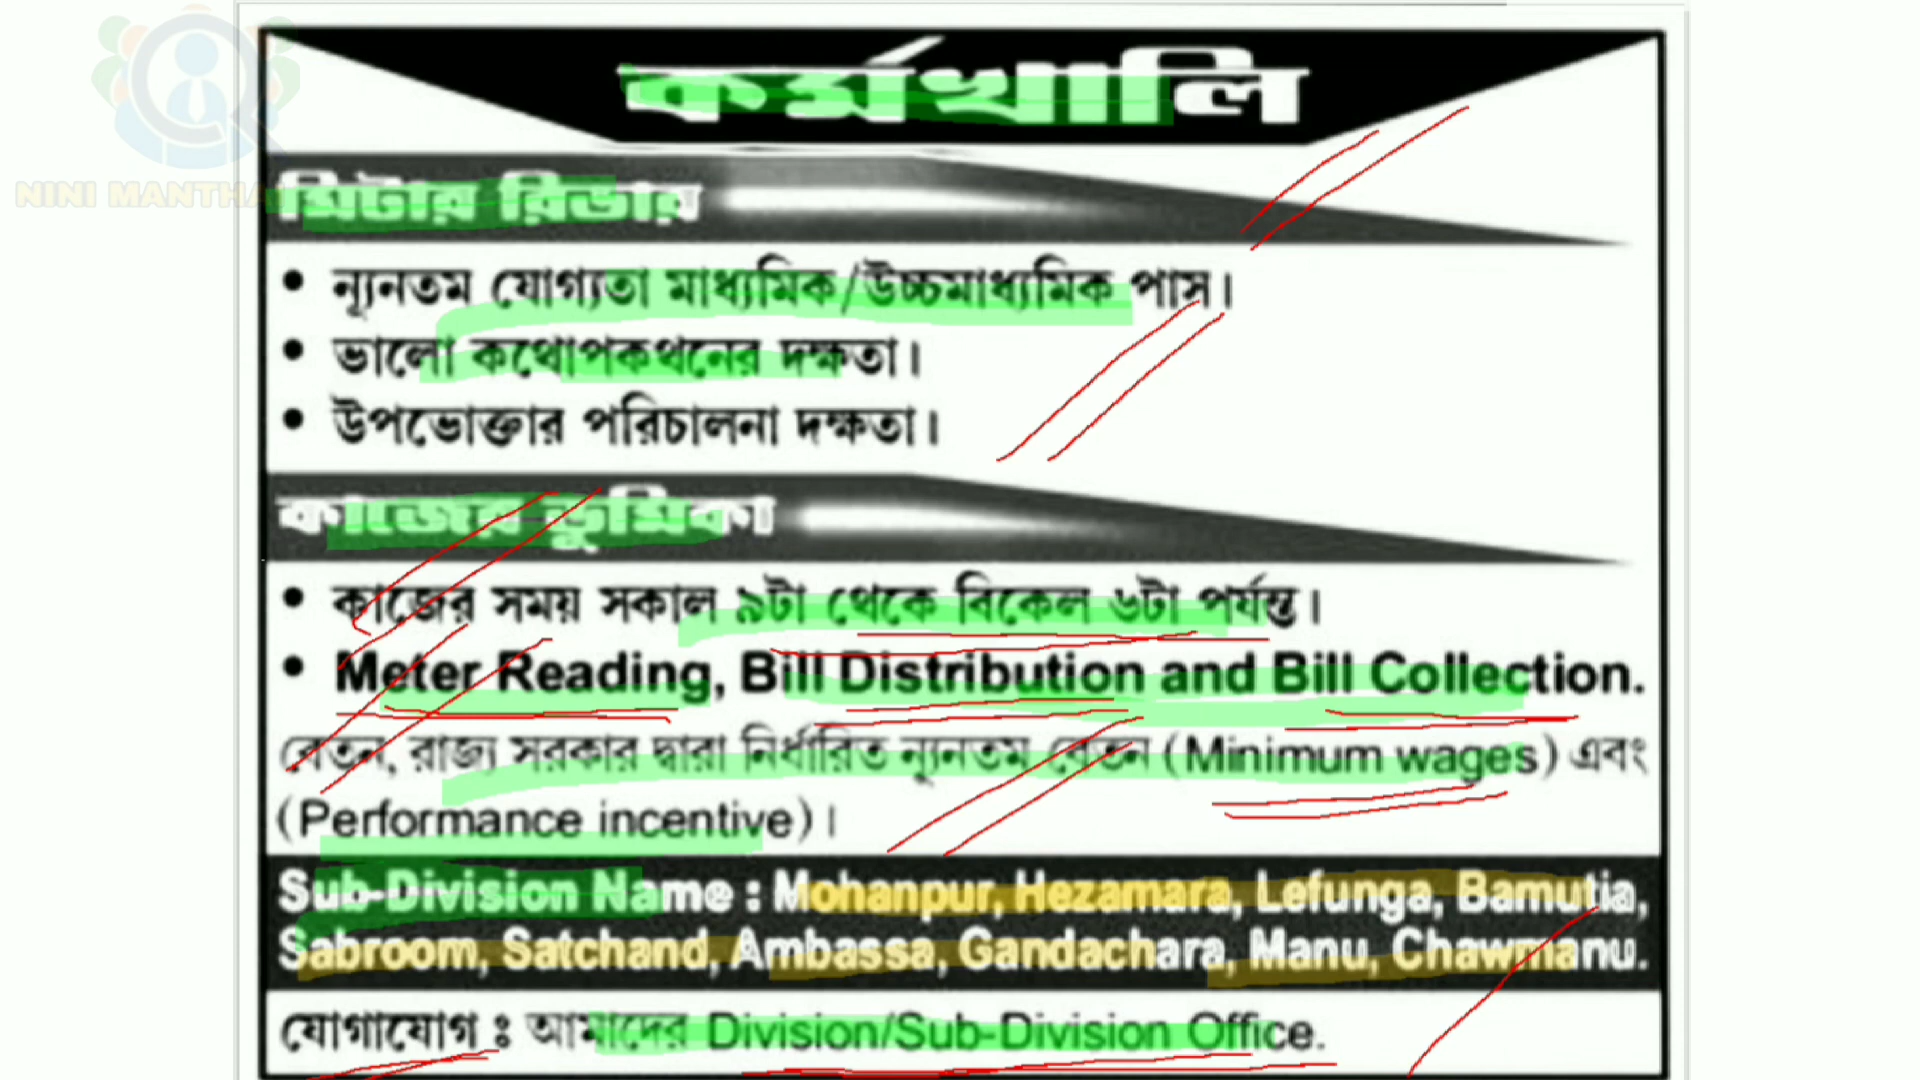 কর্মখালি
NINI MANTHA
মিটার রিডার
• ন্যূনতম যোগ্যতা মাধ্যমিক/উচ্চমাধ্যমিক পাস।
• ভালো কথোপকথনের দক্ষতা।
• উপভোক্তার পরিচালনা দক্ষতা।
কাজের ভূমিকা
• কাজের সময় সকাল ৯টা থেকে বিকেল ৬টা পর্যন্ত।
• Meter Reading, Bill Distribution and Bill Collection.
বেতন, রাজ্য সরকার দ্বারা নির্ধারিত ন্যূনতম বেতন (Minimum wages) এবং
(Performance incentive)।
Sub-Division Name : Mohanpur, Hezamara, Lefunga, Bamutia,
Sabroom, Satchand, Ambassa, Gandachara, Manu, Chawmanu.
যোগাযোগ ঃ আমাদের Division/Sub-Division Office.